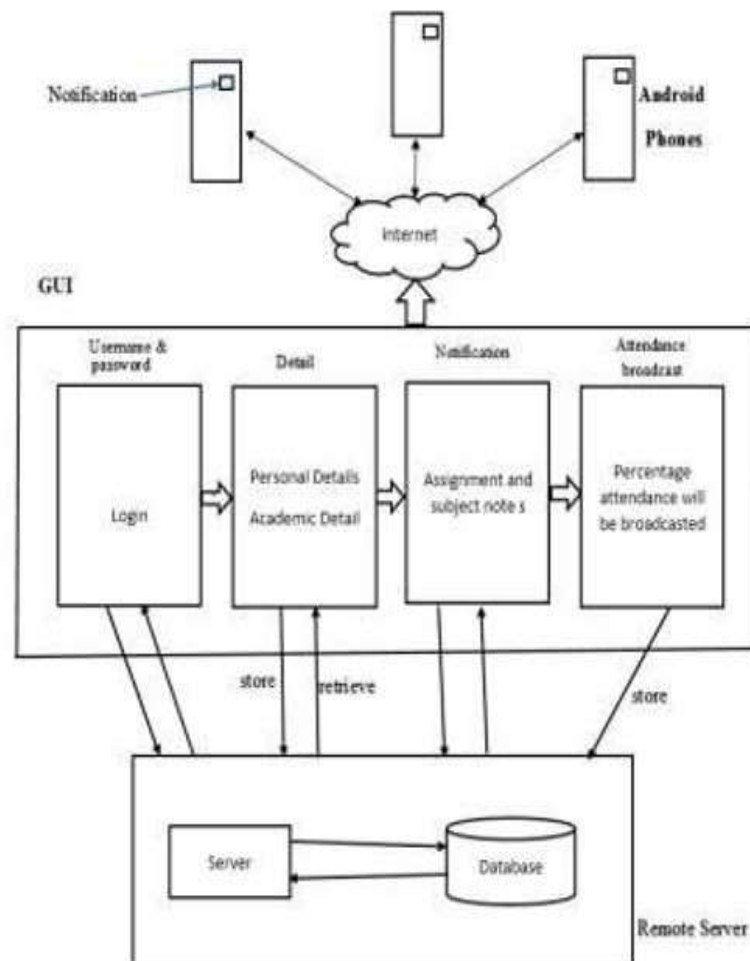 Notification
Android
Phones
Internet
GUI
Username &
password
Detail
Notification
Attendance
broadcast
Login
Personal Details
Academic Detail
Assignment and
subject note s
Percentage
attendance will
be broadcasted
store
retrieve
store
Server
Database
Remote Server